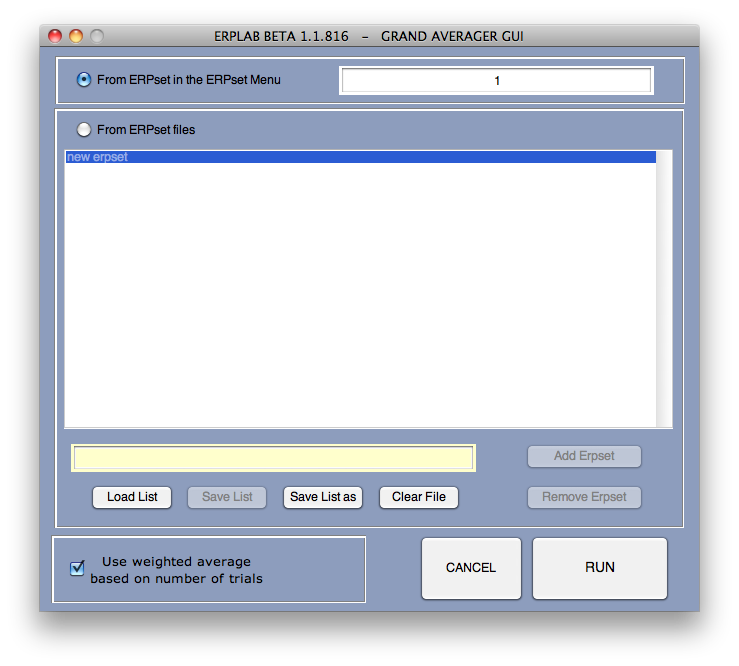 ERPLAB BETA 1.1.816 - GRAND AVERAGER GUI
From ERPset in the ERPset Menu
1
From ERPset files
new erpset
Add Erpset
Load List
Save List
Save List as
Clear File
Remove Erpset
Use weighted average
based on number of trials
CANCEL
RUN